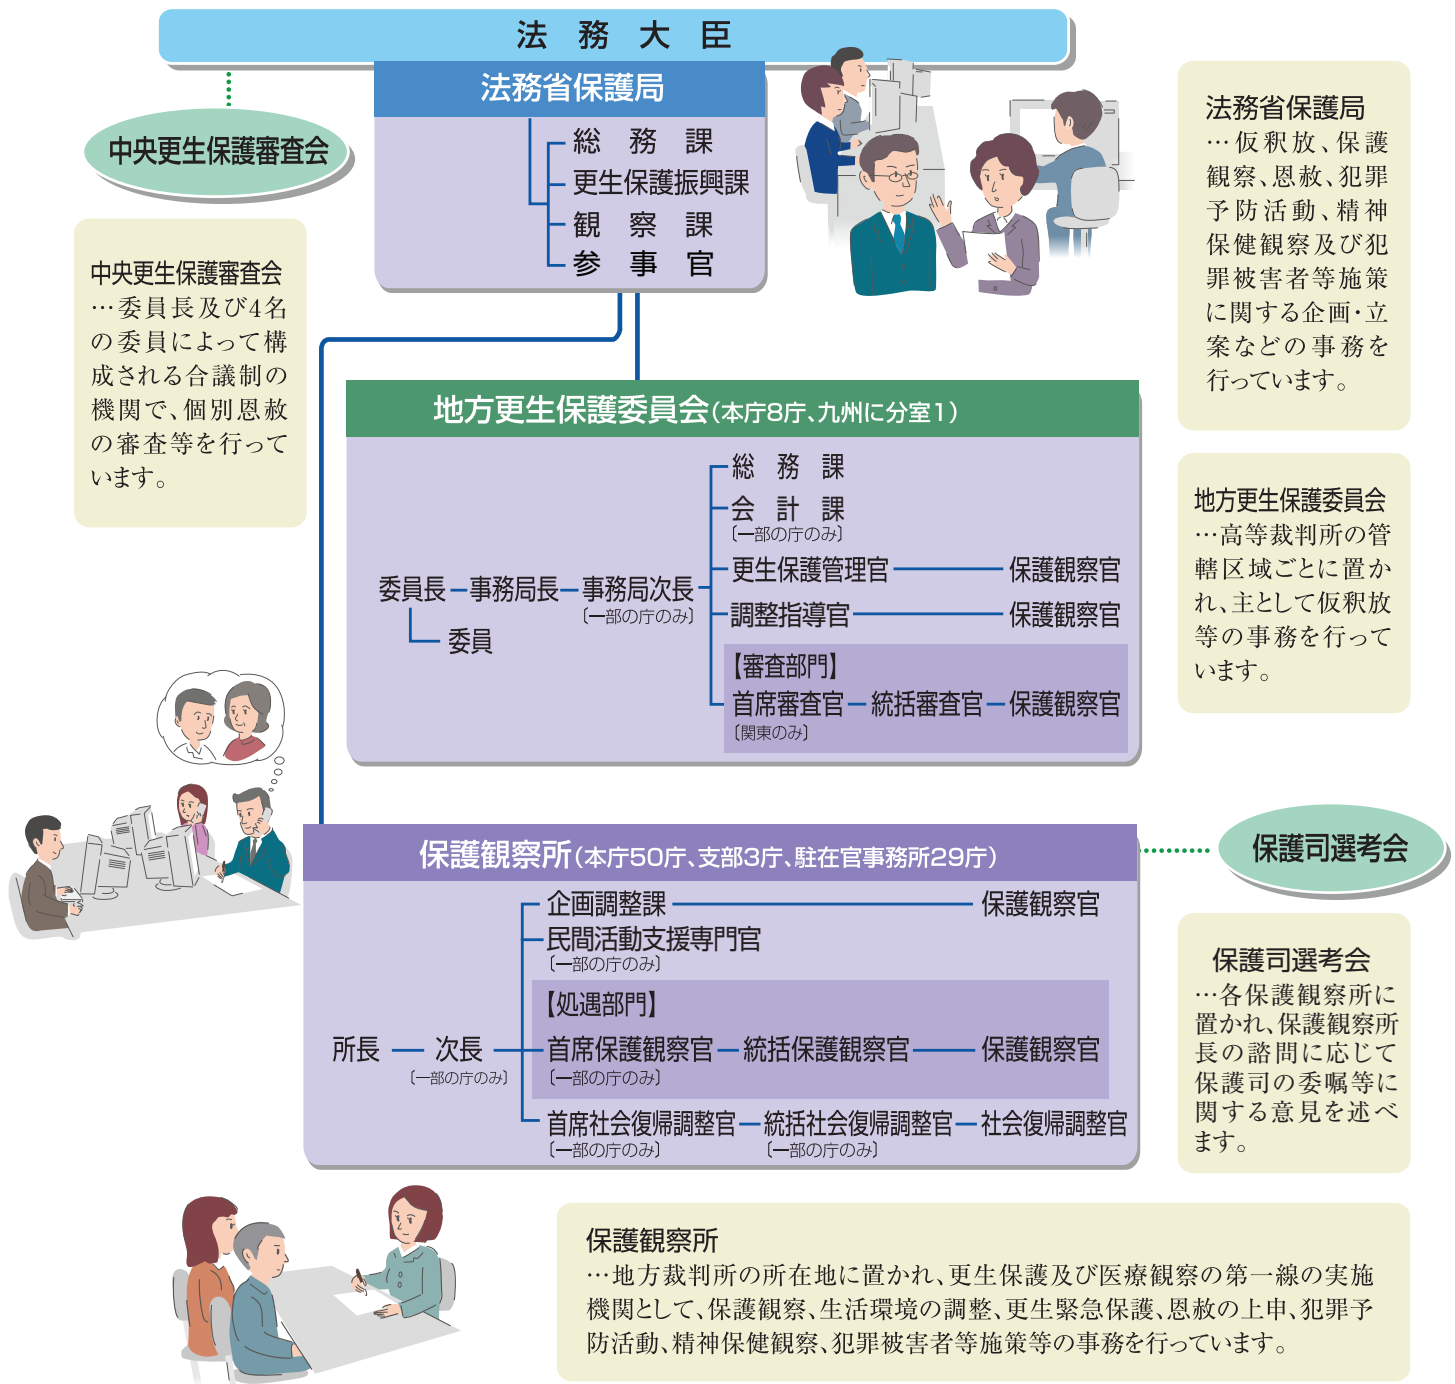 法務大臣
中央更生保護審査会
法務省保護局
総務課
更生保護振興課
観察課
参事官
中央更生保護審査会
…委員長及び4名
の委員によって構
成される合議制の
機関で、個別恩赦
の審査等を行って
います。
法務省保護局
…仮釈放、保護
観察、恩赦、犯罪
予防活動、精神
保健観察及び犯
罪被害者等施策
に関する企画・立
案などの事務を
行っています。
地方更生保護委員会(本庁8庁、九州に分室1)
委員長
委員
事務局長
事務局次長
〔一部の庁のみ〕
総務課
会計課
〔一部の庁のみ〕
更生保護管理官 保護観察官
調整指導官 保護観察官
【審査部門】
首席審査官 統括審査官 保護観察官
〔関東のみ〕
地方更生保護委員会
…高等裁判所の管
轄区域ごとに置か
れ、主として仮釈放
等の事務を行って
います。
保護観察所(本庁50庁、支部3庁、駐在官事務所29庁)
所長
次長
〔一部の庁のみ〕
企画調整課 保護観察官
民間活動支援専門官
〔一部の庁のみ〕
【処遇部門】
首席保護観察官 統括保護観察官 保護観察官
〔一部の庁のみ〕
首席社会復帰調整官 統括社会復帰調整官 社会復帰調整官
〔一部の庁のみ〕 〔一部の庁のみ〕
保護司選考会
保護司選考会
…各保護観察所に
置かれ、保護観察所
長の諮問に応じて
保護司の委嘱等に
関する意見を述べ
ます。
保護観察所
…地方裁判所の所在地に置かれ、更生保護及び医療観察の第一線の実施
機関として、保護観察、生活環境の調整、更生緊急保護、恩赦の上申、犯罪予
防活動、精神保健観察、犯罪被害者等施策等の事務を行っています。